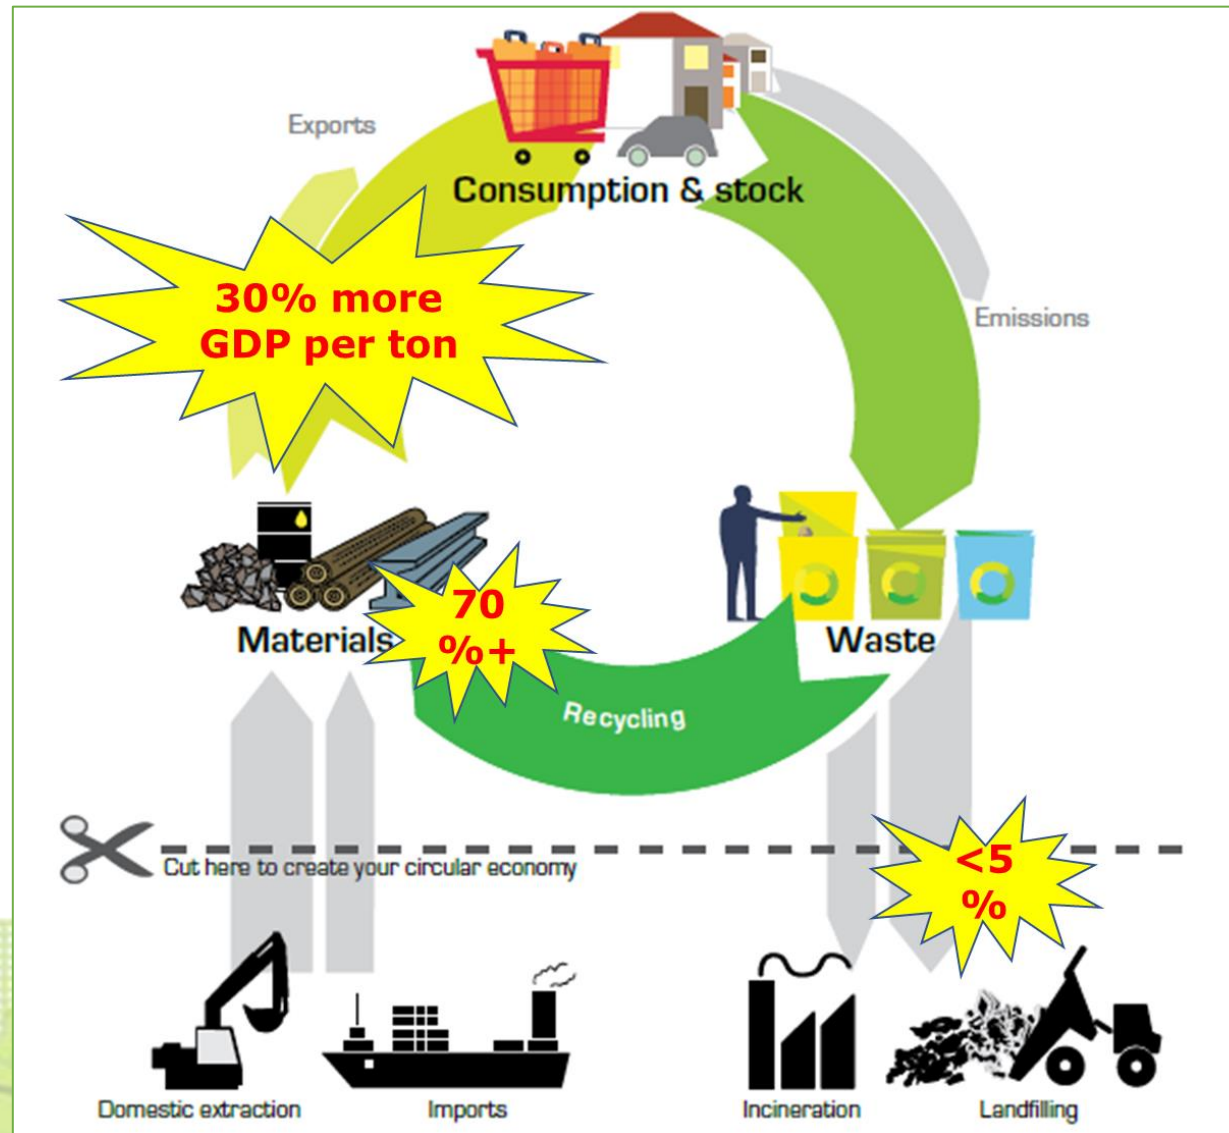 Exports
Consumption & stock
30% more
GDP per ton
Emissions
Materials
70
%+
Waste
Recycling
Cut here to create your circular economy
<5
%
Domestic extraction
Imports
Incineration
Landfilling